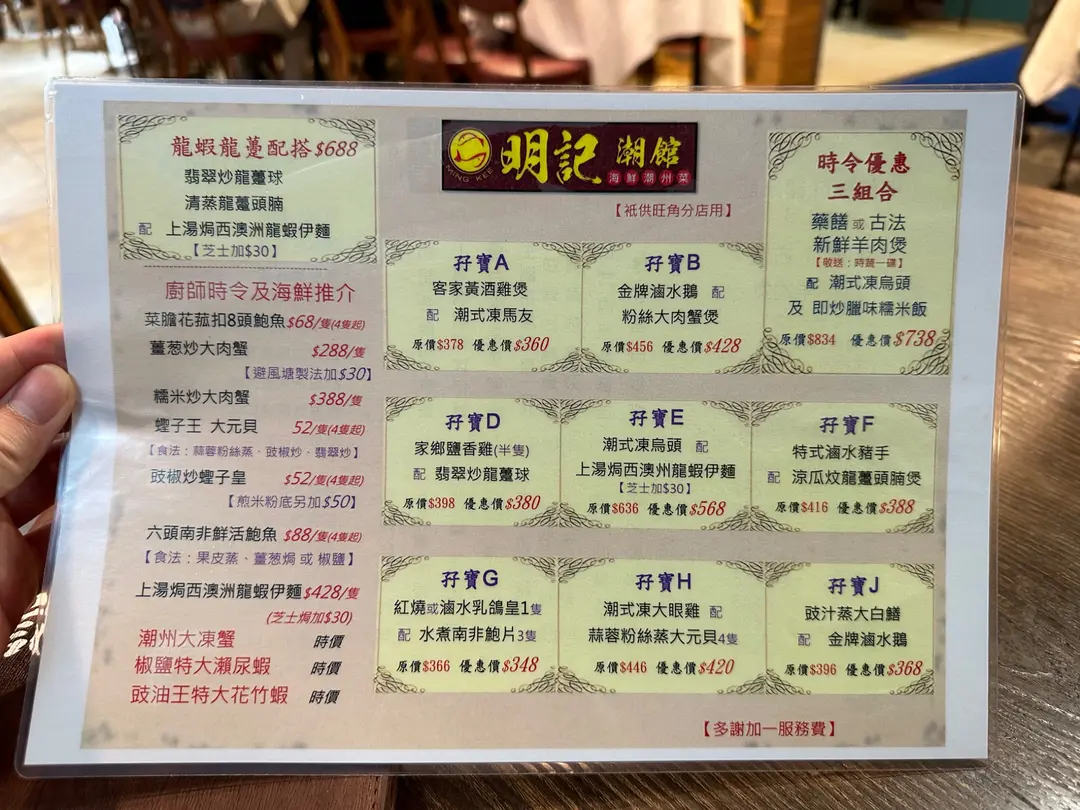 龍蝦龍躉配搭$688
翡翠炒龍躉球
清蒸龍躉頭腩
配 上湯焗西澳洲龍蝦伊麵
【芝士加$30】
廚師時令及海鮮推介
菜膽花菰扣8頭鮑魚$68/隻(4隻起)
薑葱炒大肉蟹 $288/隻
【避風塘製法加$30】
糯米炒大肉蟹 $388/隻
蟶子王 大元貝 52/隻(4隻起)
【食法：蒜蓉粉絲蒸、豉椒炒、翡翠炒】
豉椒炒蟶子皇 $52/隻(4隻起)
【煎米粉底另加$50】
六頭南非鮮活鮑魚 $88/隻(4隻起)
【食法：果皮蒸、薑葱焗 或 椒鹽】
上湯焗西澳洲龍蝦伊麵$428/隻
(芝士焗加$30)
潮州大凍蟹 時價
椒鹽特大瀨尿蝦 時價
豉油王特大花竹蝦 時價
MING KEE
明記 潮館
海鮮潮州菜
【祇供旺角分店用】
孖寶A
客家黃酒雞煲
配 潮式凍馬友
原價$378 優惠價$360
孖寶B
金牌滷水鵝 配
粉絲大肉蟹煲
原價$456 優惠價$428
時令優惠
三組合
藥饍 或 古法
新鮮羊肉煲
【敬送：時蔬一碟】
配 潮式凍烏頭
及 即炒臘味糯米飯
原價$834 優惠價$738
孖寶D
家鄉鹽香雞(半隻)
配 翡翠炒龍躉球
原價$398 優惠價$380
孖寶E
潮式凍烏頭 配
上湯焗西澳州龍蝦伊麵
【芝士加$30】
原價$636 優惠價$568
孖寶F
特式滷水豬手
配 涼瓜炆龍躉頭腩煲
原價$416 優惠價$388
孖寶G
紅燒或滷水乳鴿皇1隻
配 水煮南非鮑片3隻
原價$366 優惠價$348
孖寶H
潮式凍大眼雞 配
蒜蓉粉絲蒸大元貝4隻
原價$446 優惠價$420
孖寶J
豉汁蒸大白鱔
配 金牌滷水鵝
原價$396 優惠價$368
【多謝加一服務費】